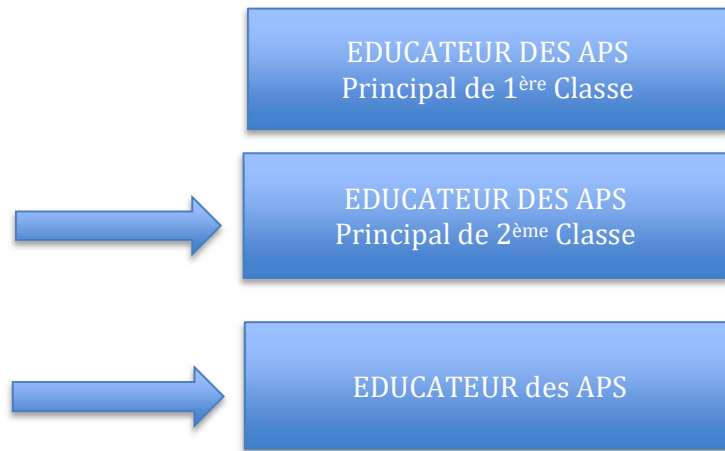 EDUCATEUR DES APS
Principal de 1ère Classe
EDUCATEUR DES APS
Principal de 2ème Classe
EDUCATEUR des APS